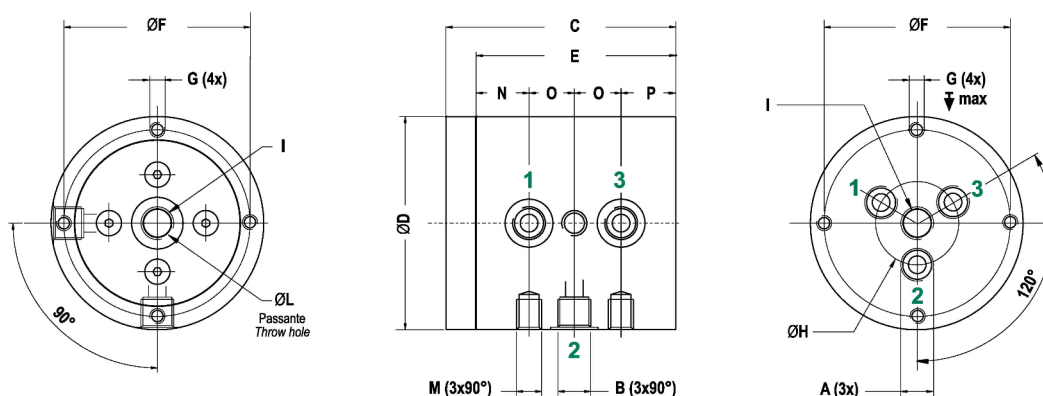 ØF
G (4x)
I
ØL
Passante
Throw hole
90°
C
E
N O O P
ØD
1 3
2
M (3x90°) B (3x90°)
ØF
G (4x)
max
I
1 3
2
120°
ØH
A (3x)